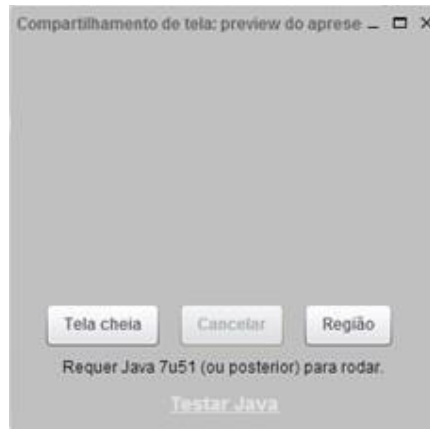 Compartilhamento de tela: preview do aprese
Tela cheia Cancelar Região
Requer Java 7u51 (ou posterior) para rodar.
Testar Java